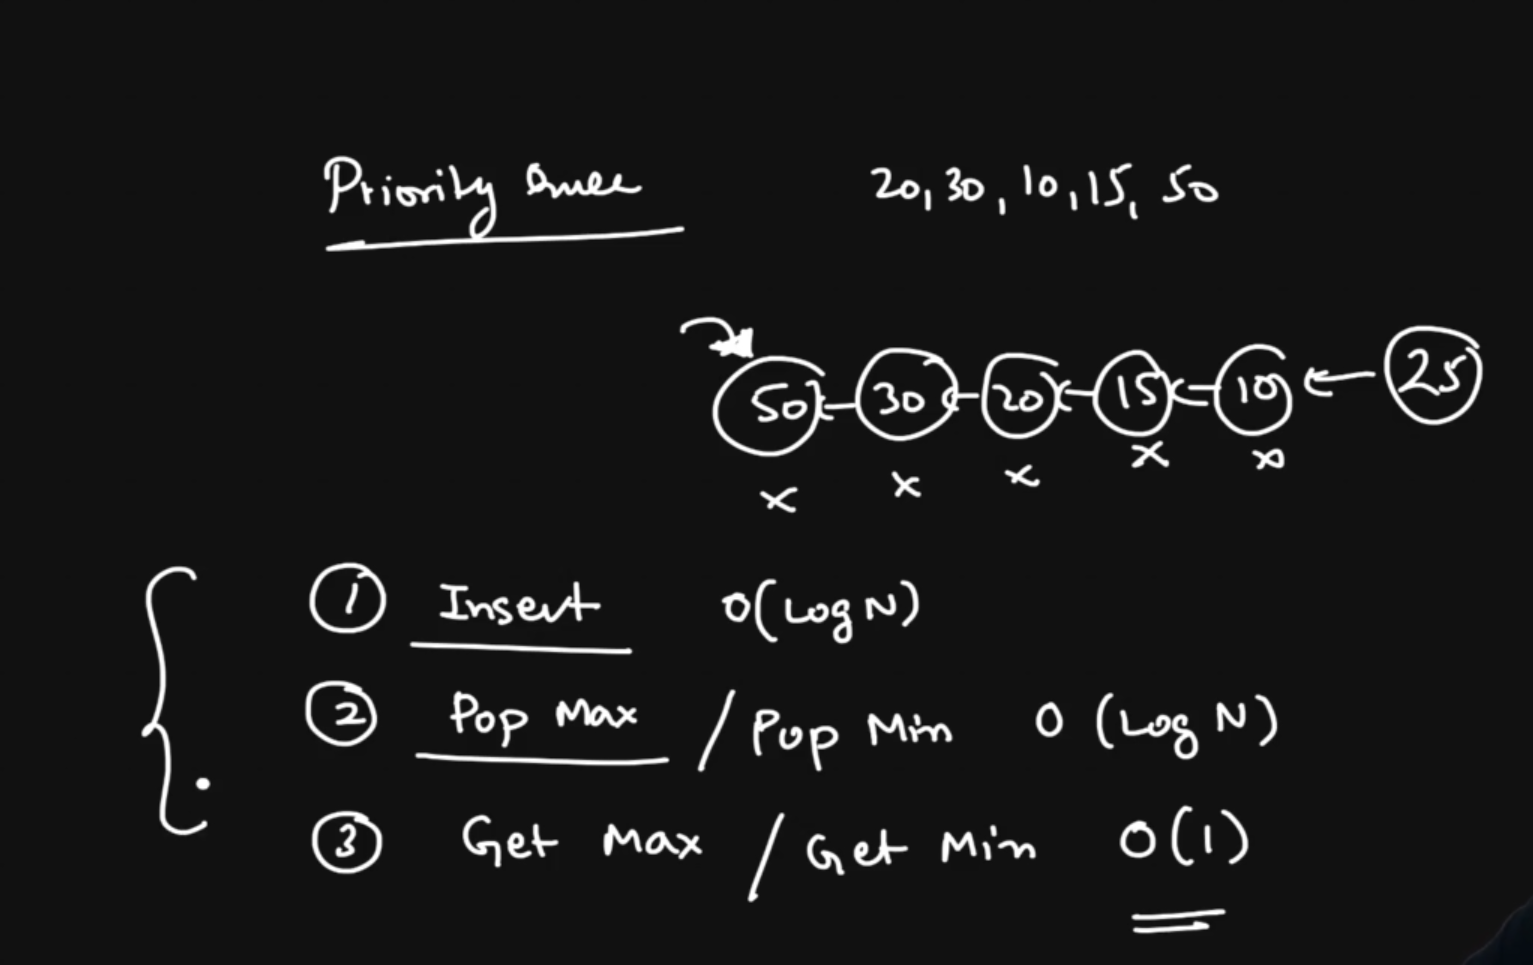 Priority Queue 20, 30, 10, 15, 50
50 30 20 15 10 25
x x x x x
1 Insert O(Log N)
2 Pop Max / Pop Min O (Log N)
3 Get Max / Get Min O(1)